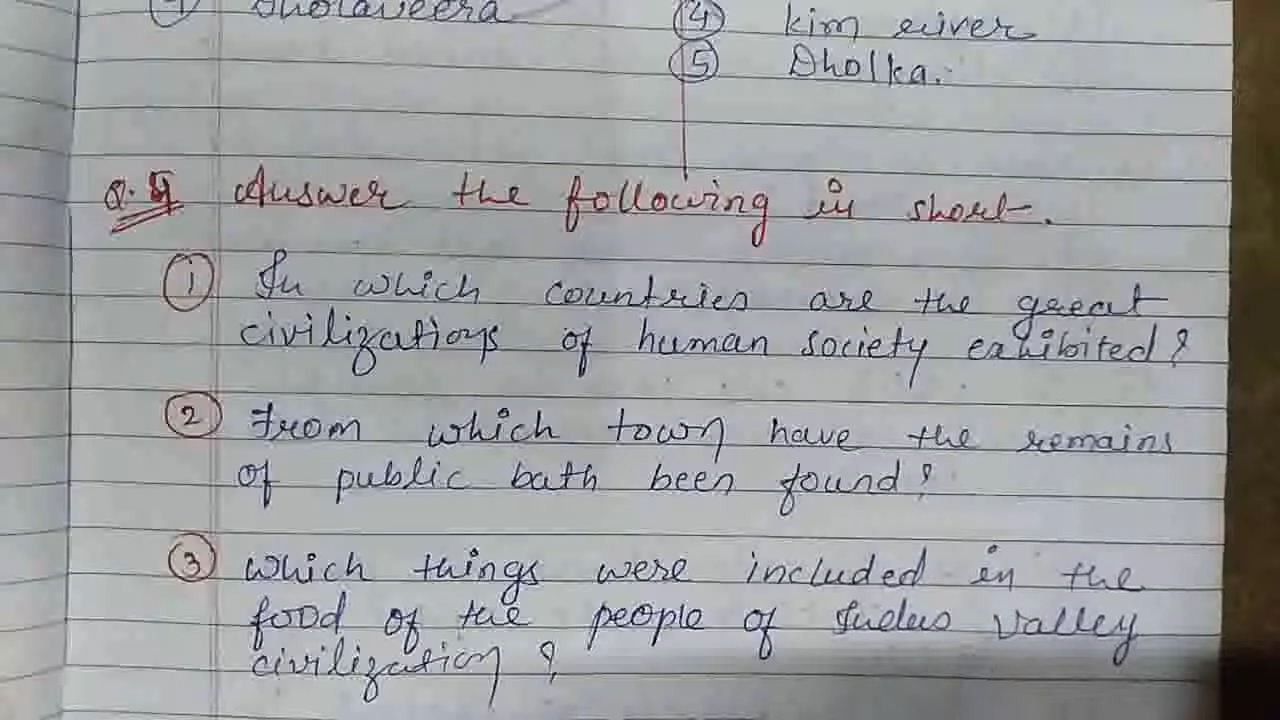 Dholaveera
④ Kim river
⑤ Dholka.
Q.4 Answer the following in short.
① In which countries are the great
civilizations of human society exhibited?
② From which town have the remains
of public bath been found?
③ which things were included in the
food of the people of Indus Valley
civilization?